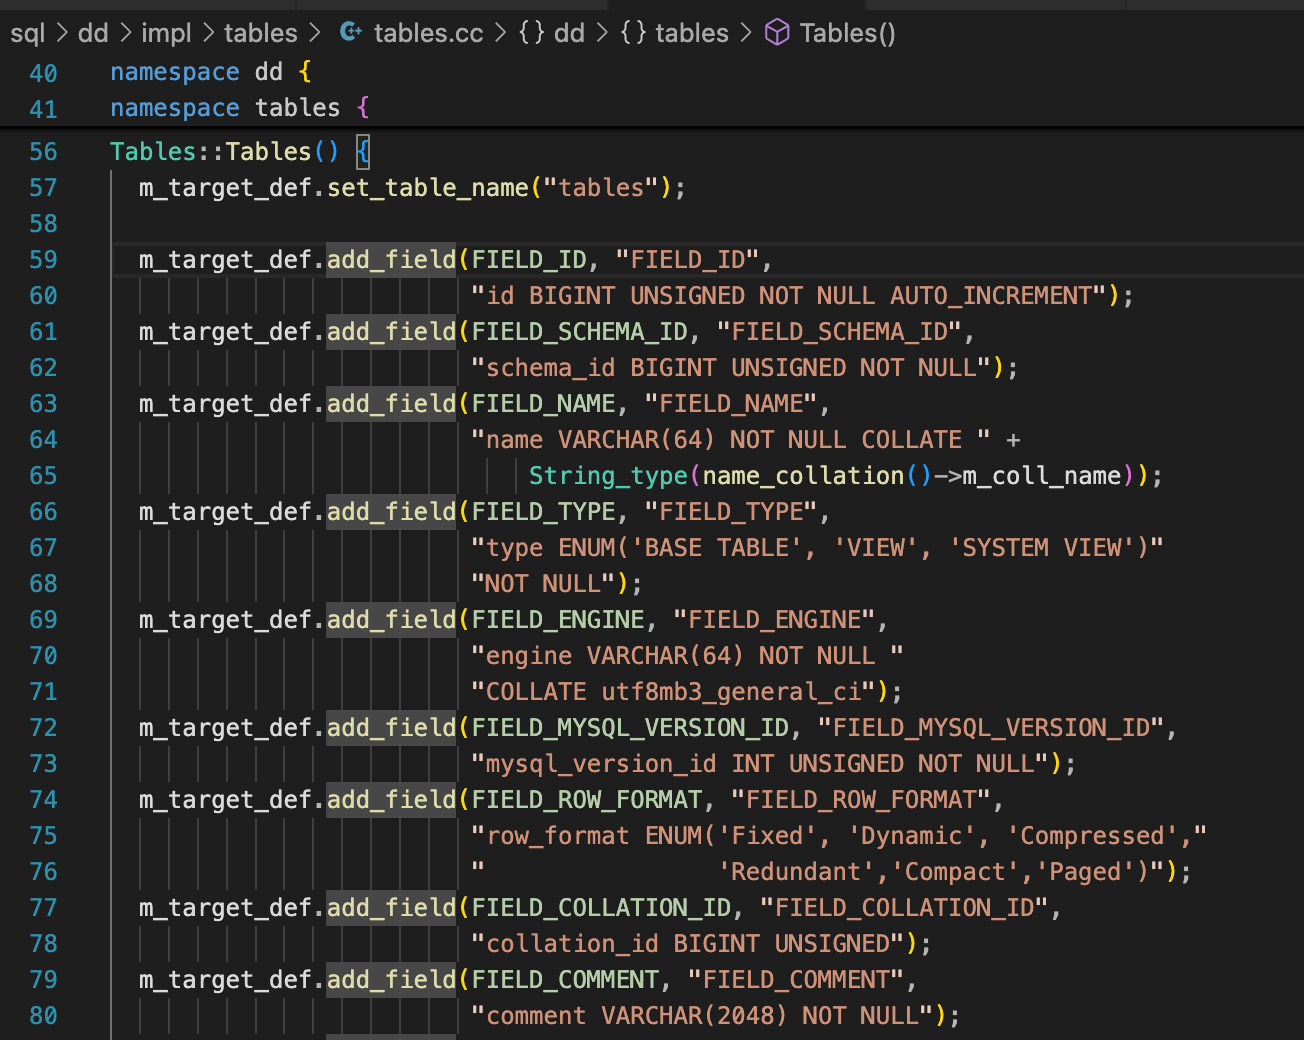 sql > dd > impl > tables > tables.cc > {} dd > {} tables > Tables()
40 namespace dd {
41 namespace tables {
56 Tables::Tables() {
57 m_target_def.set_table_name("tables");
58
59 m_target_def.add_field(FIELD_ID, "FIELD_ID",
60 "id BIGINT UNSIGNED NOT NULL AUTO_INCREMENT");
61 m_target_def.add_field(FIELD_SCHEMA_ID, "FIELD_SCHEMA_ID",
62 "schema_id BIGINT UNSIGNED NOT NULL");
63 m_target_def.add_field(FIELD_NAME, "FIELD_NAME",
64 "name VARCHAR(64) NOT NULL COLLATE " +
65 String_type(name_collation()->m_coll_name));
66 m_target_def.add_field(FIELD_TYPE, "FIELD_TYPE",
67 "type ENUM('BASE TABLE', 'VIEW', 'SYSTEM VIEW')"
68 "NOT NULL");
69 m_target_def.add_field(FIELD_ENGINE, "FIELD_ENGINE",
70 "engine VARCHAR(64) NOT NULL "
71 "COLLATE utf8mb3_general_ci");
72 m_target_def.add_field(FIELD_MYSQL_VERSION_ID, "FIELD_MYSQL_VERSION_ID",
73 "mysql_version_id INT UNSIGNED NOT NULL");
74 m_target_def.add_field(FIELD_ROW_FORMAT, "FIELD_ROW_FORMAT",
75 "row_format ENUM('Fixed', 'Dynamic', 'Compressed',"
76 "                'Redundant','Compact','Paged')");
77 m_target_def.add_field(FIELD_COLLATION_ID, "FIELD_COLLATION_ID",
78 "collation_id BIGINT UNSIGNED");
79 m_target_def.add_field(FIELD_COMMENT, "FIELD_COMMENT",
80 "comment VARCHAR(2048) NOT NULL");